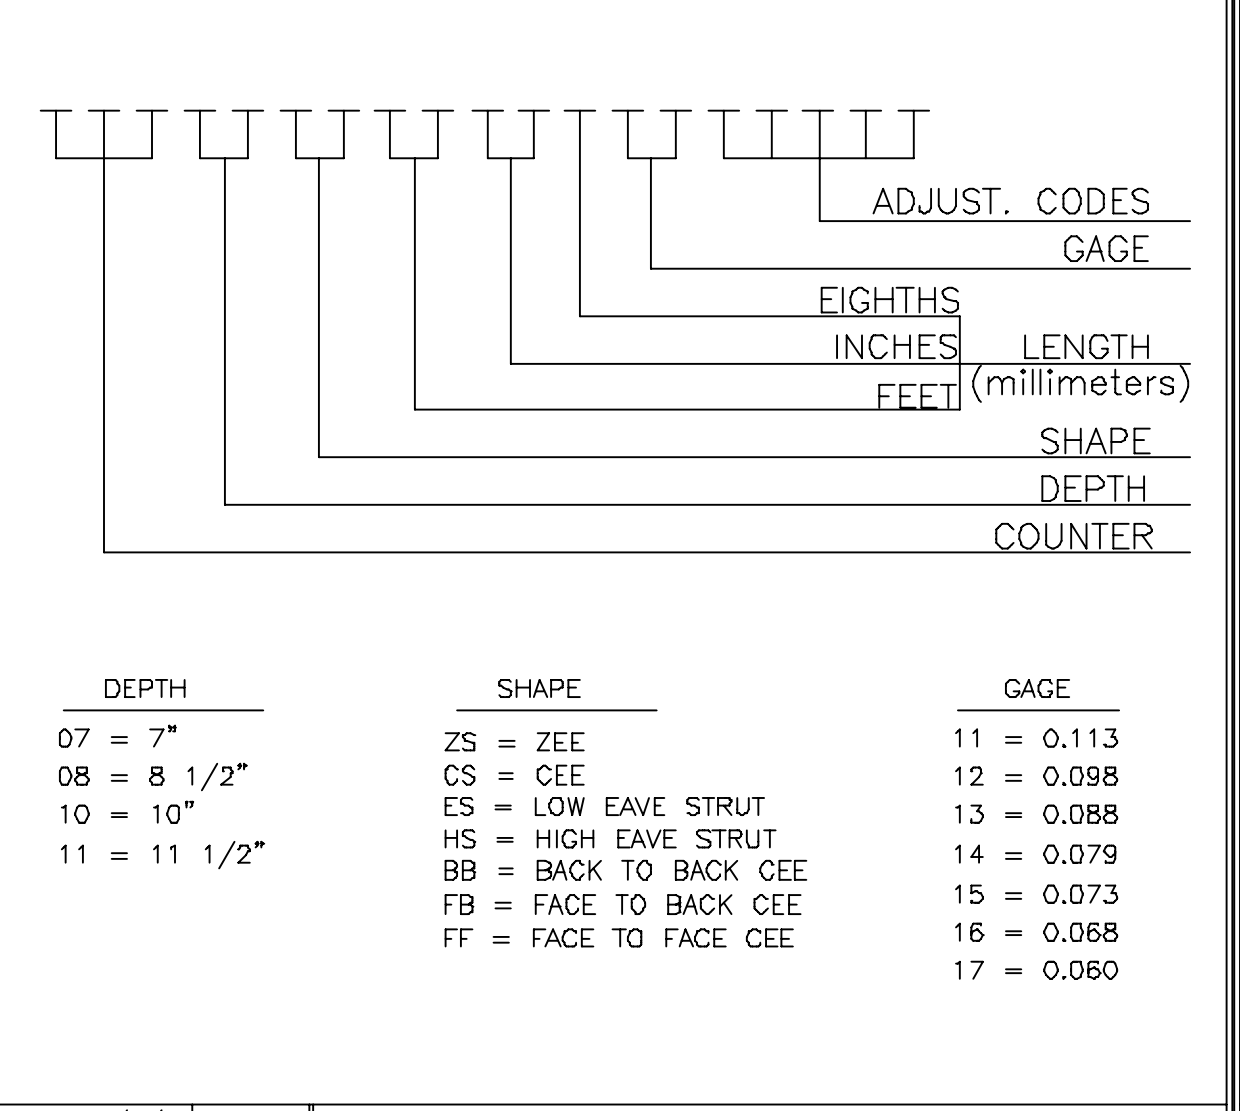 ADJUST. CODES
GAGE
EIGHTHS
INCHES LENGTH
(millimeters)
FEET
SHAPE
DEPTH
COUNTER
DEPTH
07 = 7"
08 = 8 1/2"
10 = 10"
11 = 11 1/2"
SHAPE
ZS = ZEE
CS = CEE
ES = LOW EAVE STRUT
HS = HIGH EAVE STRUT
BB = BACK TO BACK CEE
FB = FACE TO BACK CEE
FF = FACE TO FACE CEE
GAGE
11 = 0.113
12 = 0.098
13 = 0.088
14 = 0.079
15 = 0.073
16 = 0.068
17 = 0.060